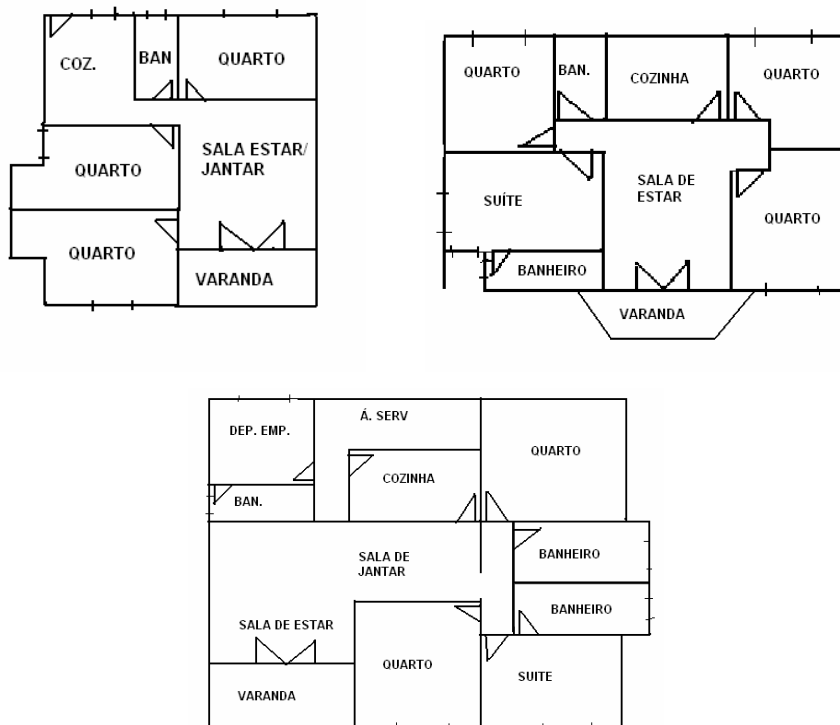 COZ.
BAN
QUARTO
SALA ESTAR/
JANTAR
QUARTO
QUARTO
VARANDA
QUARTO
BAN.
COZINHA
QUARTO
SUÍTE
SALA DE
ESTAR
QUARTO
BANHEIRO
VARANDA
DEP. EMP.
Á. SERV
QUARTO
COZINHA
BAN.
SALA DE
JANTAR
BANHEIRO
BANHEIRO
SALA DE ESTAR
QUARTO
SUITE
VARANDA